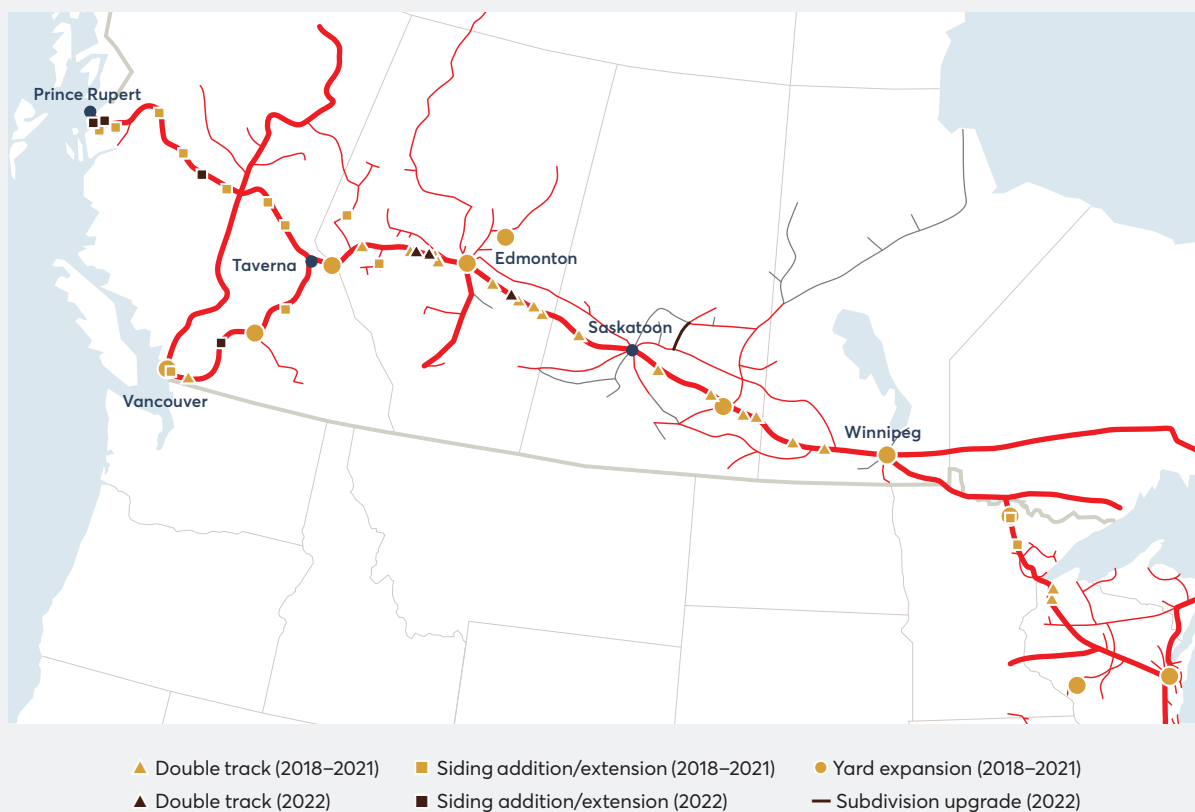 Prince Rupert
Edmonton
Taverna
Saskatoon
Vancouver
Winnipeg
Double track (2018–2021)
Siding addition/extension (2018–2021)
Yard expansion (2018–2021)
Double track (2022)
Siding addition/extension (2022)
Subdivision upgrade (2022)